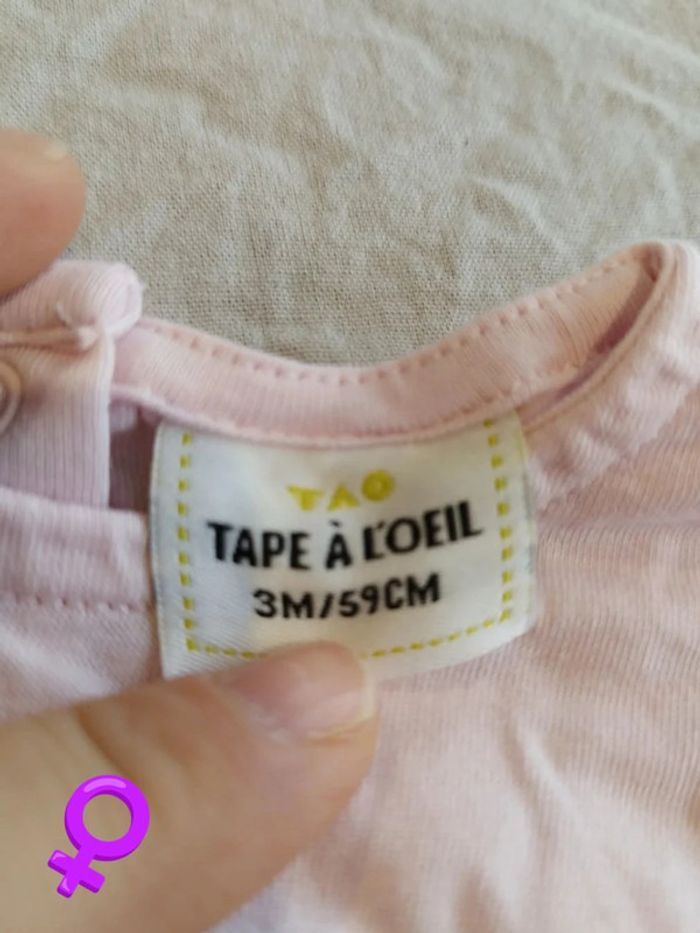 TAO
TAPE À L'OEIL
3M/59CM